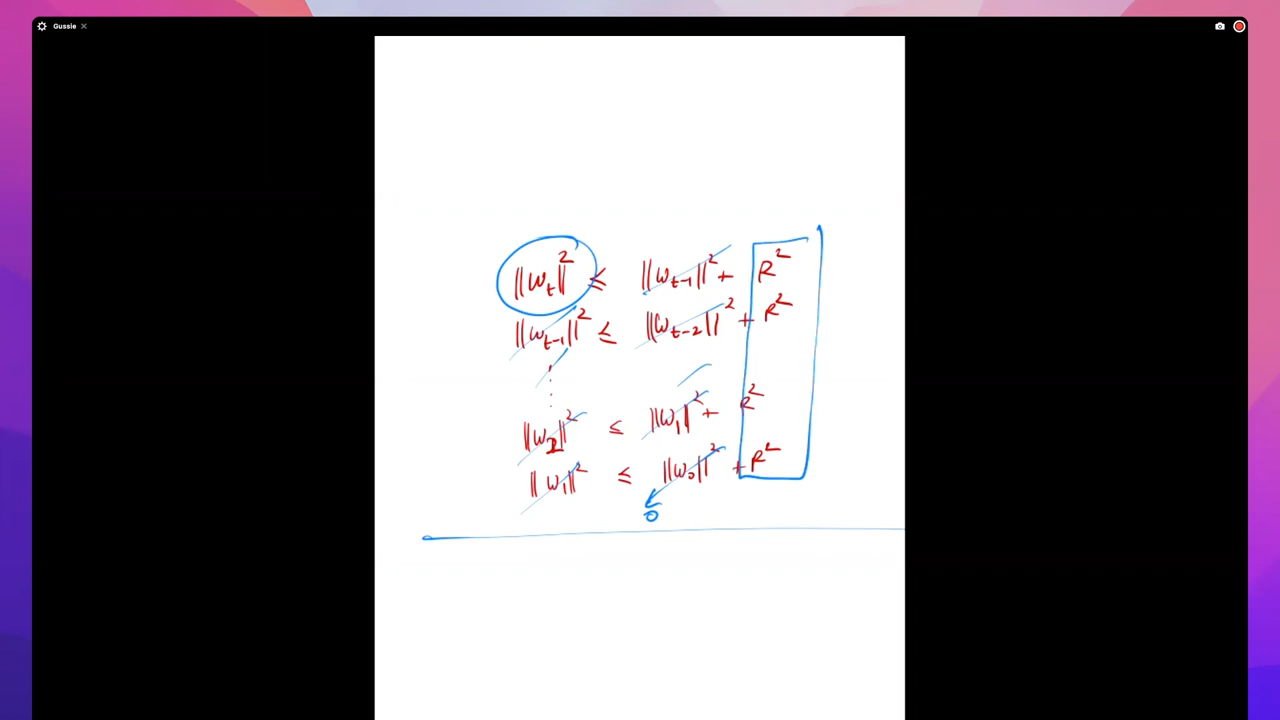 Gussie
||w_t||² ≤ ||w_{t-1}||² + R²
||w_{t-1}||² ≤ ||w_{t-2}||² + R²
⋮
||w_2||² ≤ ||w_1||² + R²
||w_1||² ≤ ||w_0||² + R²
0